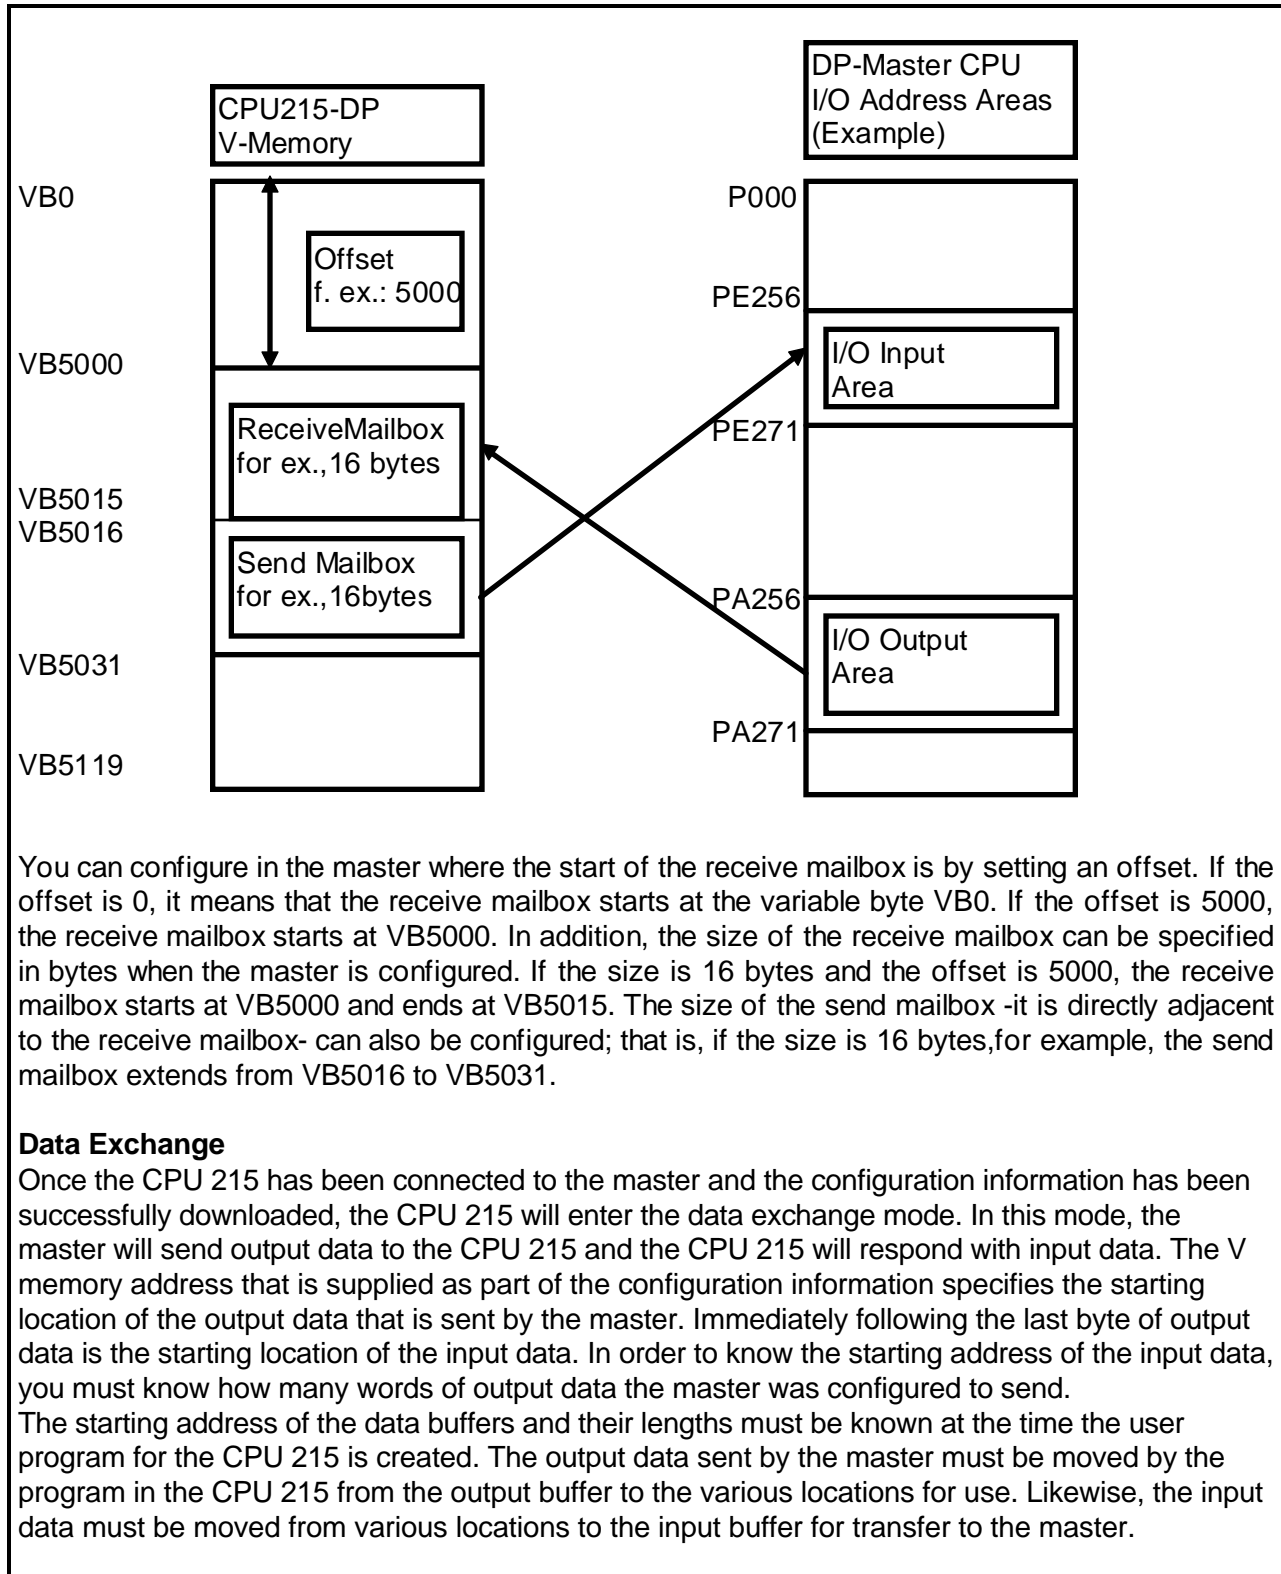 CPU215-DP
V-Memory
DP-Master CPU
I/O Address Areas
(Example)
VB0
Offset
f. ex.: 5000
VB5000
ReceiveMailbox
for ex.,16 bytes
VB5015
VB5016
Send Mailbox
for ex.,16bytes
VB5031
VB5119
P000
PE256
I/O Input
Area
PE271
PA256
I/O Output
Area
PA271
You can configure in the master where the start of the receive mailbox is by setting an offset. If the
offset is 0, it means that the receive mailbox starts at the variable byte VB0. If the offset is 5000,
the receive mailbox starts at VB5000. In addition, the size of the receive mailbox can be specified
in bytes when the master is configured. If the size is 16 bytes and the offset is 5000, the receive
mailbox starts at VB5000 and ends at VB5015. The size of the send mailbox -it is directly adjacent
to the receive mailbox- can also be configured; that is, if the size is 16 bytes,for example, the send
mailbox extends from VB5016 to VB5031.
Data Exchange
Once the CPU 215 has been connected to the master and the configuration information has been
successfully downloaded, the CPU 215 will enter the data exchange mode. In this mode, the
master will send output data to the CPU 215 and the CPU 215 will respond with input data. The V
memory address that is supplied as part of the configuration information specifies the starting
location of the output data that is sent by the master. Immediately following the last byte of output
data is the starting location of the input data. In order to know the starting address of the input data,
you must know how many words of output data the master was configured to send.
The starting address of the data buffers and their lengths must be known at the time the user
program for the CPU 215 is created. The output data sent by the master must be moved by the
program in the CPU 215 from the output buffer to the various locations for use. Likewise, the input
data must be moved from various locations to the input buffer for transfer to the master.